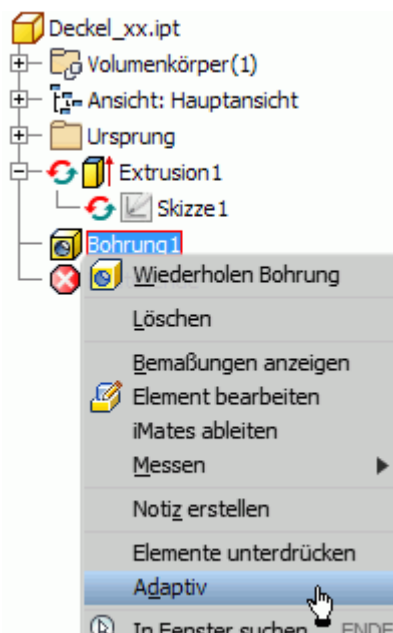 Deckel_xx.ipt
Volumenkörper(1)
Ansicht: Hauptansicht
Ursprung
Extrusion1
Skizze1
Bohrung1
Wiederholen Bohrung
Löschen
Bemaßungen anzeigen
Element bearbeiten
iMates ableiten
Messen
Notiz erstellen
Elemente unterdrücken
Adaptiv
In Fenster suchen ENDE